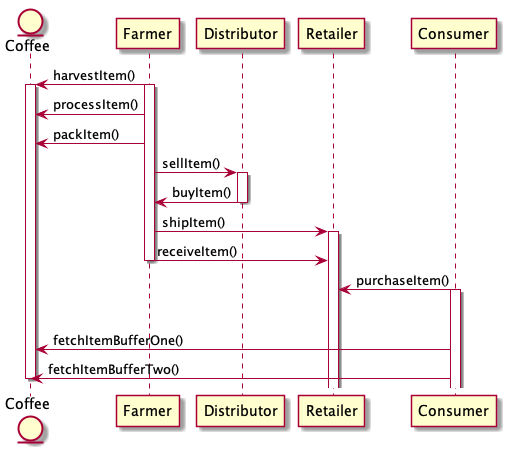 Coffee
Farmer
Distributor
Retailer
Consumer
harvestItem()
processItem()
packItem()
sellItem()
buyItem()
shipItem()
receiveItem()
purchaseItem()
fetchItemBufferOne()
fetchItemBufferTwo()
Coffee
Farmer
Distributor
Retailer
Consumer